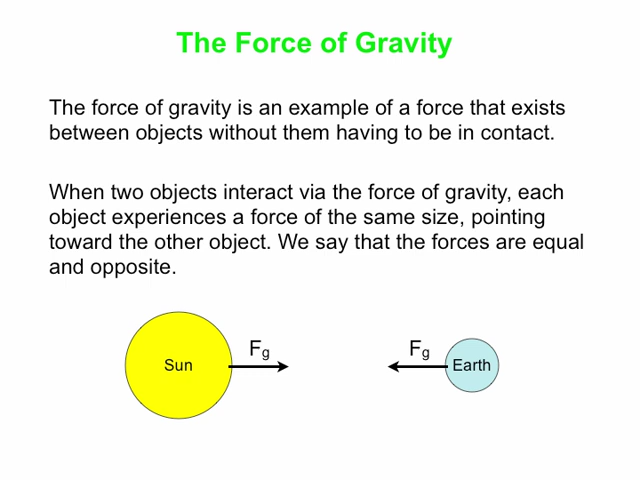 The Force of Gravity
The force of gravity is an example of a force that exists
between objects without them having to be in contact.
When two objects interact via the force of gravity, each
object experiences a force of the same size, pointing
toward the other object. We say that the forces are equal
and opposite.
Fg
Fg
Sun
Earth